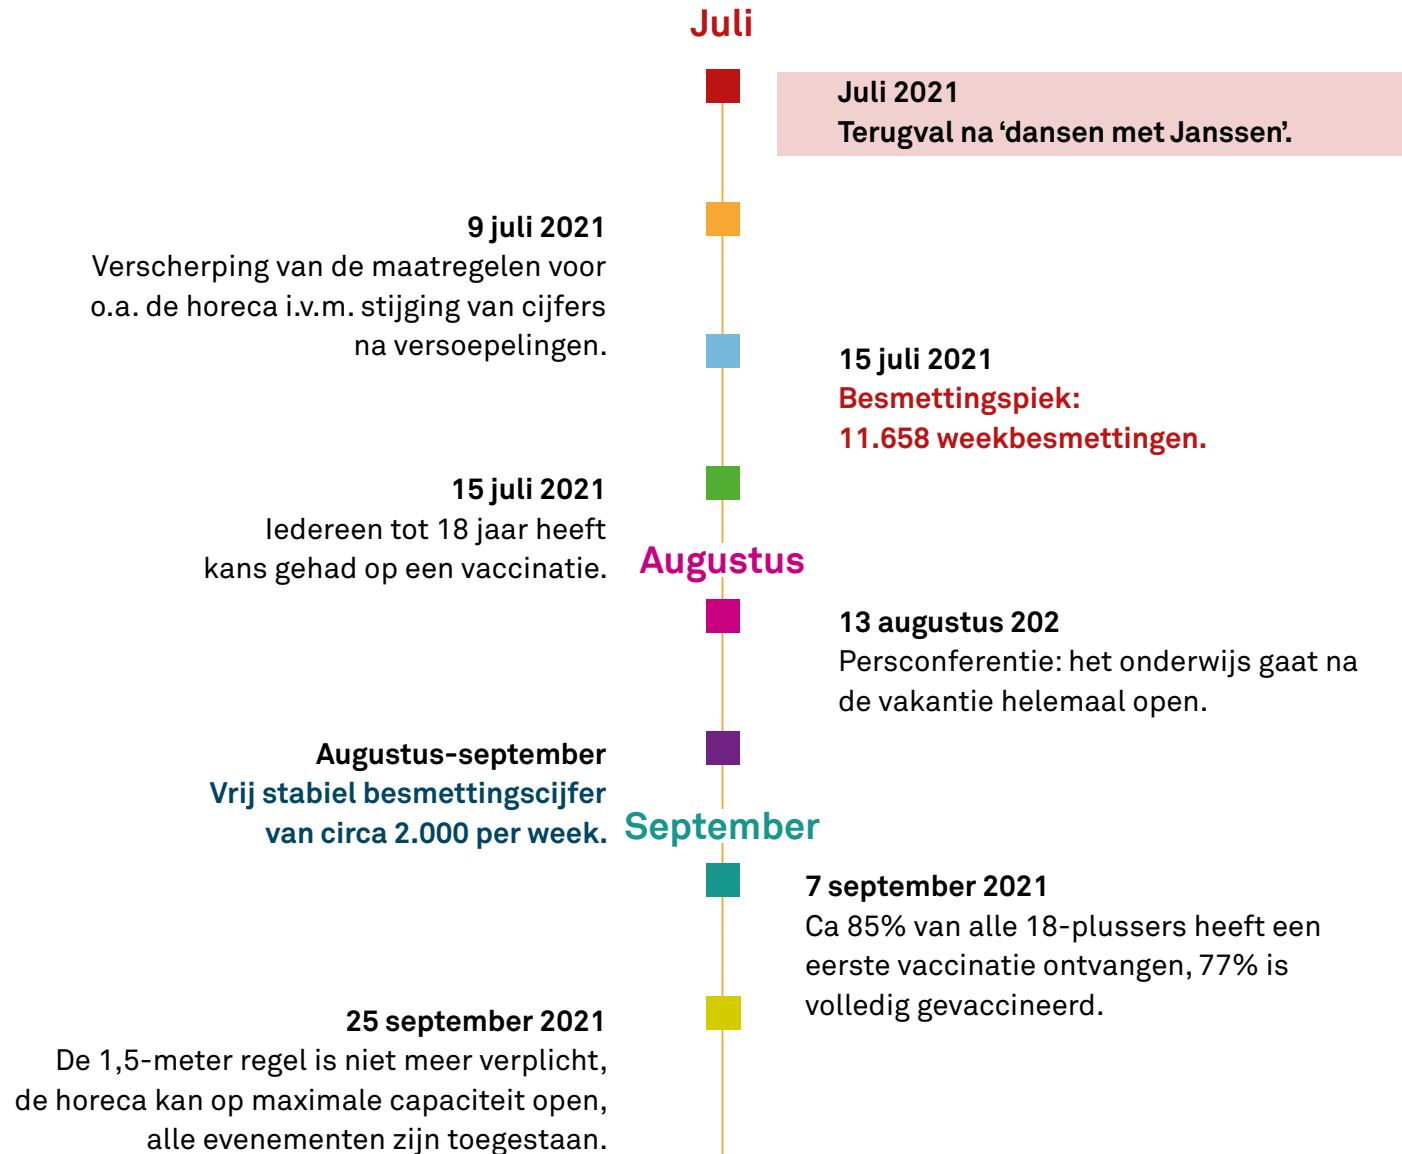 Juli
Juli 2021
Terugval na ‘dansen met Janssen’.
9 juli 2021
Verscherping van de maatregelen voor
o.a. de horeca i.v.m. stijging van cijfers
na versoepelingen.
15 juli 2021
Besmettingspiek:
11.658 weekbesmettingen.
15 juli 2021
Iedereen tot 18 jaar heeft
kans gehad op een vaccinatie.
Augustus
13 augustus 202
Persconferentie: het onderwijs gaat na
de vakantie helemaal open.
Augustus-september
Vrij stabiel besmettingscijfer
van circa 2.000 per week.
September
7 september 2021
Ca 85% van alle 18-plussers heeft een
eerste vaccinatie ontvangen, 77% is
volledig gevaccineerd.
25 september 2021
De 1,5-meter regel is niet meer verplicht,
de horeca kan op maximale capaciteit open,
alle evenementen zijn toegestaan.